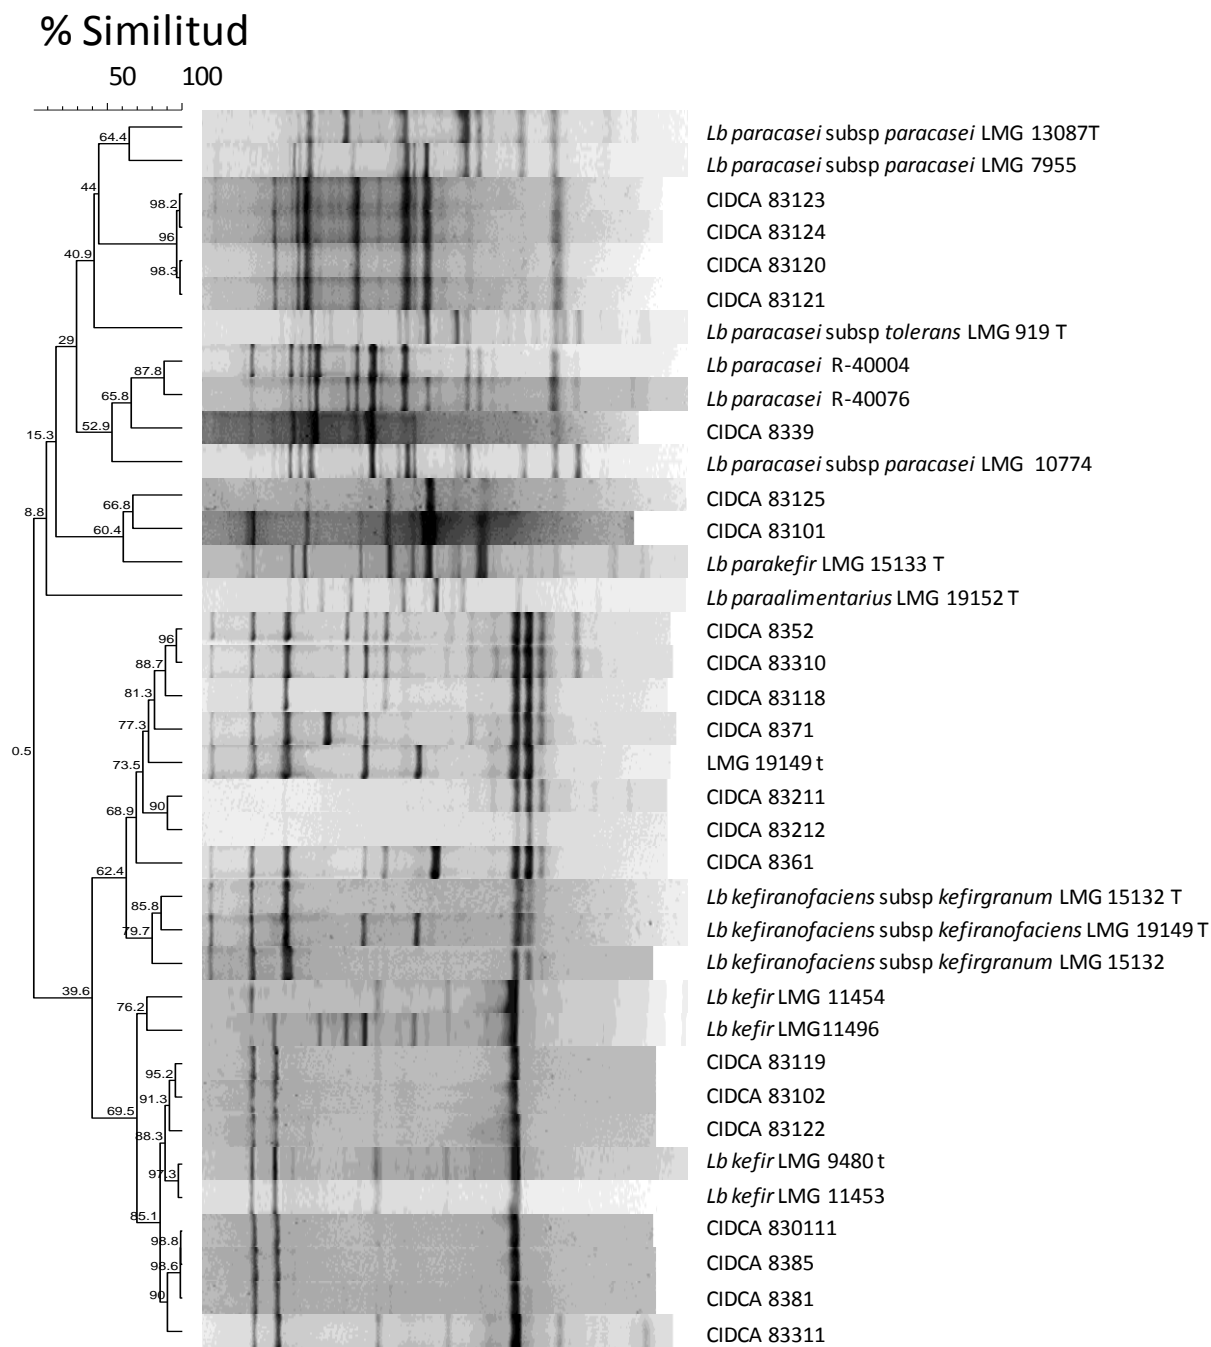 % Similitud
50 100
64.4
Lb paracasei subsp paracasei LMG 13087T
Lb paracasei subsp paracasei LMG 7955
44
98.2
CIDCA 83123
96
CIDCA 83124
40.9
98.3
CIDCA 83120
CIDCA 83121
29
Lb paracasei subsp tolerans LMG 919 T
87.8
Lb paracasei R-40004
65.8
Lb paracasei R-40076
15.3
52.9
CIDCA 8339
Lb paracasei subsp paracasei LMG 10774
8.8
66.8
CIDCA 83125
60.4
CIDCA 83101
Lb parakefir LMG 15133 T
Lb paraalimentarius LMG 19152 T
96
CIDCA 8352
88.7
CIDCA 83310
81.3
CIDCA 83118
77.3
CIDCA 8371
0.5
73.5
LMG 19149 t
68.9
90
CIDCA 83211
CIDCA 83212
62.4
CIDCA 8361
85.8
Lb kefiranofaciens subsp kefirgranum LMG 15132 T
79.7
Lb kefiranofaciens subsp kefiranofaciens LMG 19149 T
Lb kefiranofaciens subsp kefirgranum LMG 15132
39.6
76.2
Lb kefir LMG 11454
Lb kefir LMG11496
95.2
CIDCA 83119
91.3
CIDCA 83102
69.5
88.3
CIDCA 83122
97.3
Lb kefir LMG 9480 t
Lb kefir LMG 11453
85.1
98.8
CIDCA 830111
98.6
CIDCA 8385
90
CIDCA 8381
CIDCA 83311